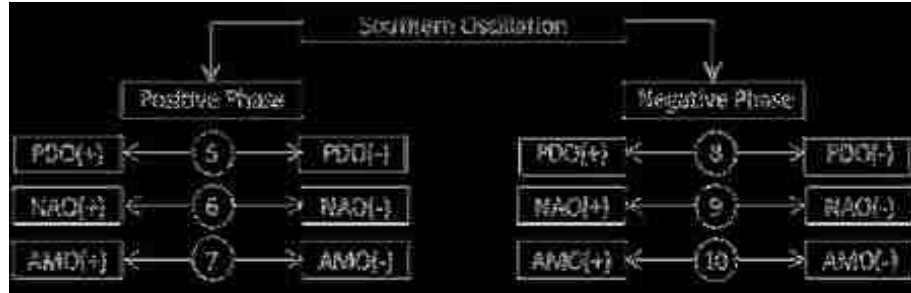 Southern Oscillation
Positive Phase Negative Phase
PDO(+) 5 PDO(-) PDO(+) 8 PDO(-)
NAO(+) 6 NAO(-) NAO(+) 9 NAO(-)
AMO(+) 7 AMO(-) AMO(+) 10 AMO(-)